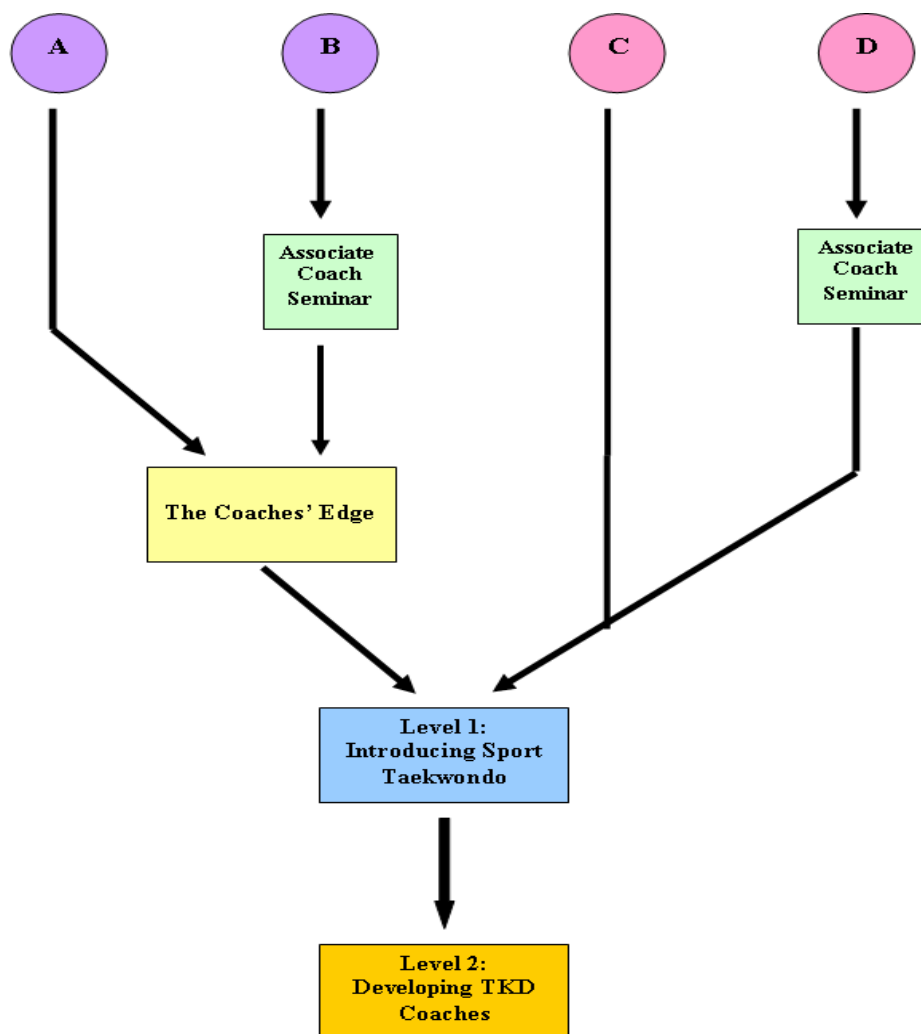 A
B
C
D
Associate
Coach
Seminar
Associate
Coach
Seminar
The Coaches’ Edge
Level 1:
Introducing Sport
Taekwondo
Level 2:
Developing TKD
Coaches